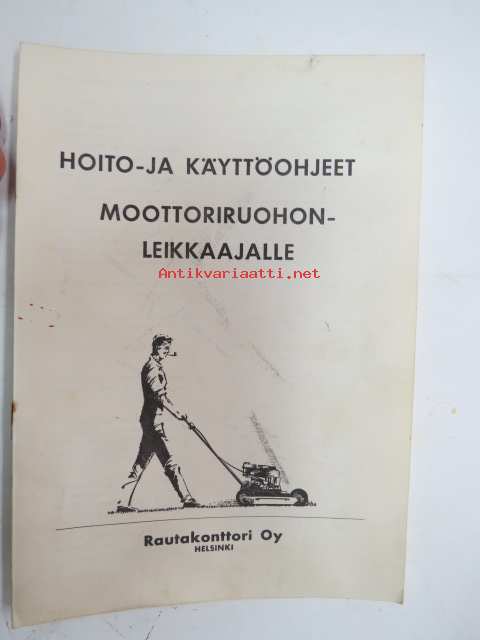 HOITO-JA KÄYTTÖOHJEET
MOOTTORIRUOHON-
LEIKKAAJALLE
Antikvariaatti.net
Rautakonttori Oy
HELSINKI